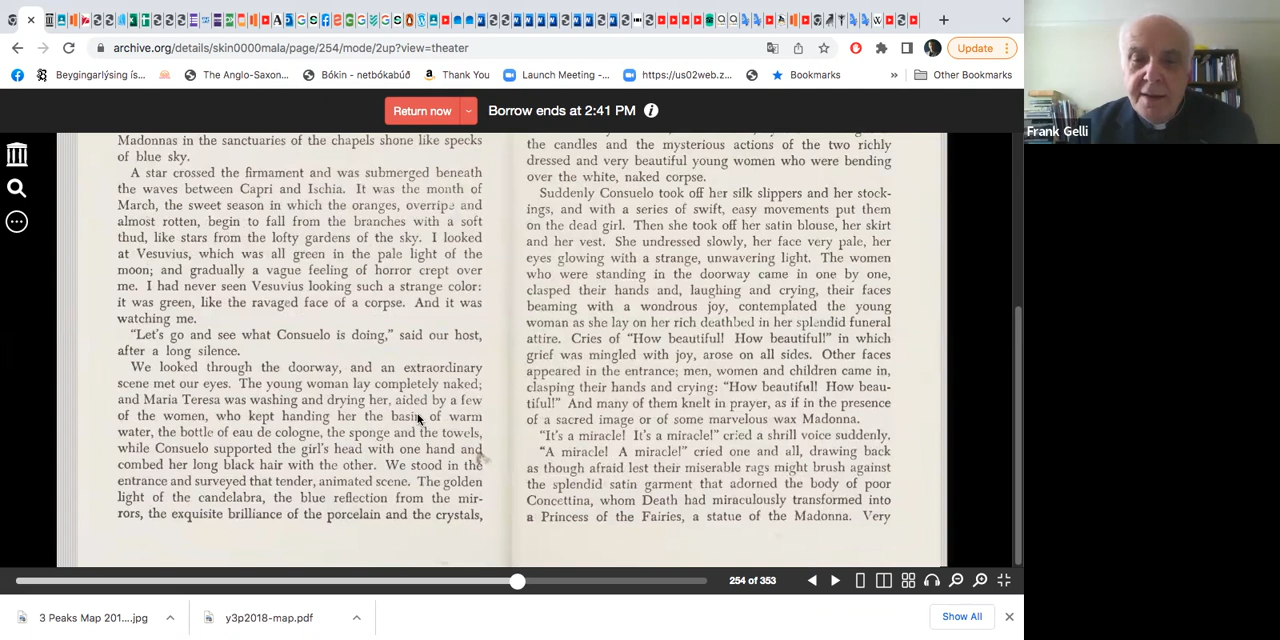 archive.org/details/skin0000mala/page/254/mode/2up?view=theater
Update
Beygingarlýsing ís...
The Anglo-Saxon...
Bókin - netbókabúð
Thank You
Launch Meeting -...
https://us02web.z...
Bookmarks
»
Other Bookmarks
Return now
Borrow ends at 2:41 PM
Frank Gelli
Madonnas in the sanctuaries of the chapels shone like specks
of blue sky.
A star crossed the firmament and was submerged beneath
the waves between Capri and Ischia. It was the month of
March, the sweet season in which the oranges, overripe and
almost rotten, begin to fall from the branches with a soft
thud, like stars from the lofty gardens of the sky. I looked
at Vesuvius, which was all green in the pale light of the
moon; and gradually a vague feeling of horror crept over
me. I had never seen Vesuvius looking such a strange color:
it was green, like the ravaged face of a corpse. And it was
watching me.
"Let's go and see what Consuelo is doing," said our host,
after a long silence.
We looked through the doorway, and an extraordinary
scene met our eyes. The young woman lay completely naked;
and Maria Teresa was washing and drying her, aided by a few
of the women, who kept handing her the basin of warm
water, the bottle of eau de cologne, the sponge and the towels,
while Consuelo supported the girl's head with one hand and
combed her long black hair with the other. We stood in the
entrance and surveyed that tender, animated scene. The golden
light of the candelabra, the blue reflection from the mir-
rors, the exquisite brilliance of the porcelain and the crystals,
the candles and the mysterious actions of the two richly
dressed and very beautiful young women who were bending
over the white, naked corpse.
Suddenly Consuelo took off her silk slippers and her stock-
ings, and with a series of swift, easy movements put them
on the dead girl. Then she took off her satin blouse, her skirt
and her vest. She undressed slowly, her face very pale, her
eyes glowing with a strange, unwavering light. The women
who were standing in the doorway came in one by one,
clasped their hands and, laughing and crying, their faces
beaming with a wondrous joy, contemplated the young
woman as she lay on her rich deathbed in her splendid funeral
attire. Cries of "How beautiful! How beautiful!" in which
grief was mingled with joy, arose on all sides. Other faces
appeared in the entrance; men, women and children came in,
clasping their hands and crying: "How beautiful! How beau-
tiful!" And many of them knelt in prayer, as if in the presence
of a sacred image or of some marvelous wax Madonna.
"It's a miracle! It's a miracle!" cried a shrill voice suddenly.
"A miracle! A miracle!" cried one and all, drawing back
as though afraid lest their miserable rags might brush against
the splendid satin garment that adorned the body of poor
Concettina, whom Death had miraculously transformed into
a Princess of the Fairies, a statue of the Madonna. Very
254 of 353
3 Peaks Map 201....jpg
y3p2018-map.pdf
Show All